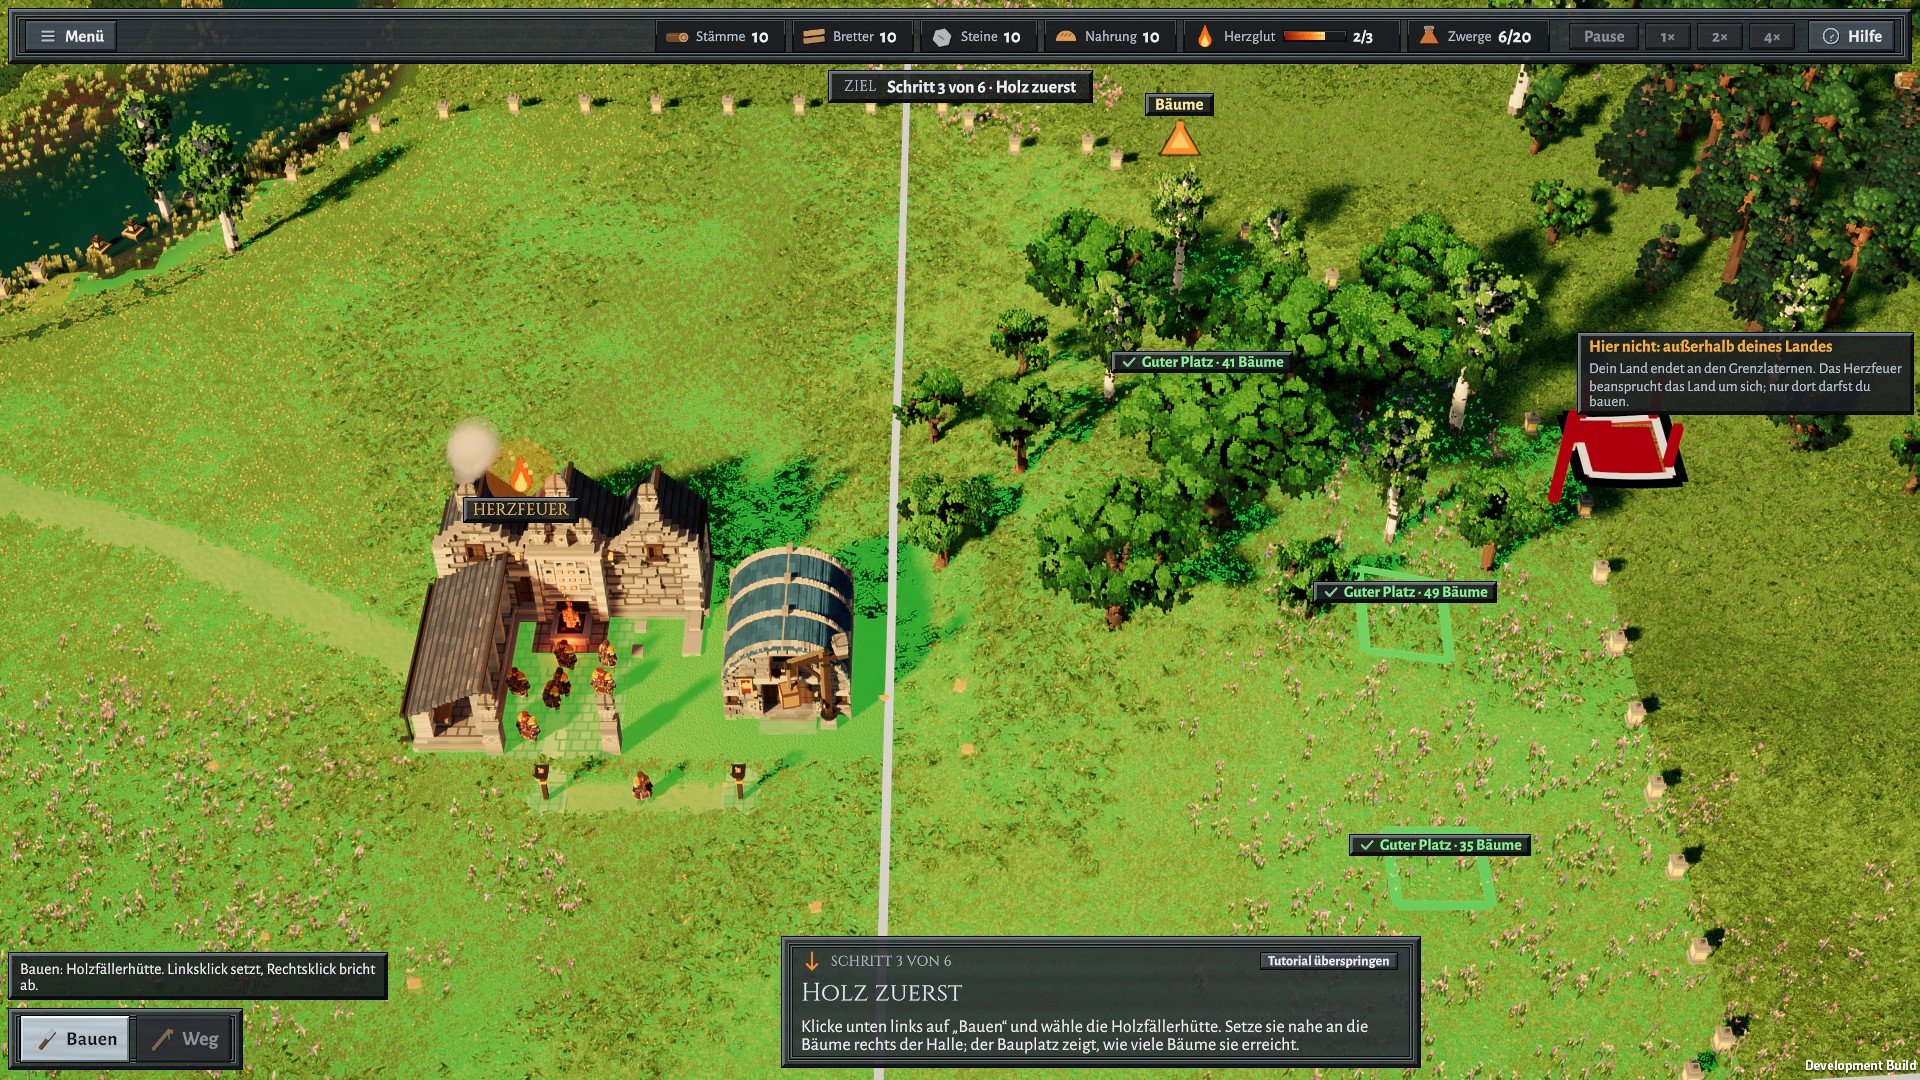 Menü
Stämme 10
Bretter 10
Steine 10
Nahrung 10
Herzglut 2/3
Zwerge 6/20
Pause
1×
2×
4×
Hilfe
ZIEL Schritt 3 von 6 · Holz zuerst
Bäume
Guter Platz · 41 Bäume
Hier nicht: außerhalb deines Landes
Dein Land endet an den Grenzlaternen. Das Herzfeuer
beansprucht das Land um sich; nur dort darfst du
bauen.
HERZFEUER
Guter Platz · 49 Bäume
Guter Platz · 35 Bäume
SCHRITT 3 VON 6
Tutorial überspringen
HOLZ ZUERST
Klicke unten links auf „Bauen“ und wähle die Holzfällerhütte. Setze sie nahe an die
Bäume rechts der Halle; der Bauplatz zeigt, wie viele Bäume sie erreicht.
Bauen: Holzfällerhütte. Linksklick setzt, Rechtsklick bricht
ab.
Bauen
Weg
Development Build